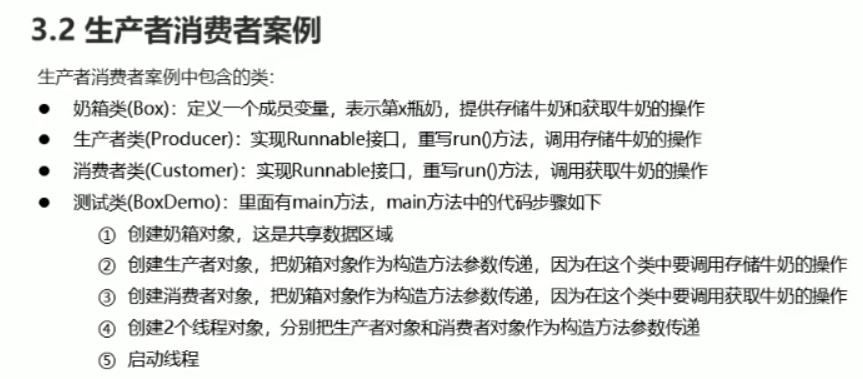 3.2 生产者消费者案例
生产者消费者案例中包含的类：
● 奶箱类(Box)：定义一个成员变量，表示第x瓶奶，提供存储牛奶和获取牛奶的操作
● 生产者类(Producer)：实现Runnable接口，重写run()方法，调用存储牛奶的操作
● 消费者类(Customer)：实现Runnable接口，重写run()方法，调用获取牛奶的操作
● 测试类(BoxDemo)：里面有main方法，main方法中的代码步骤如下
① 创建奶箱对象，这是共享数据区域
② 创建生产者对象，把奶箱对象作为构造方法参数传递，因为在这个类中要调用存储牛奶的操作
③ 创建消费者对象，把奶箱对象作为构造方法参数传递，因为在这个类中要调用获取牛奶的操作
④ 创建2个线程对象，分别把生产者对象和消费者对象作为构造方法参数传递
⑤ 启动线程